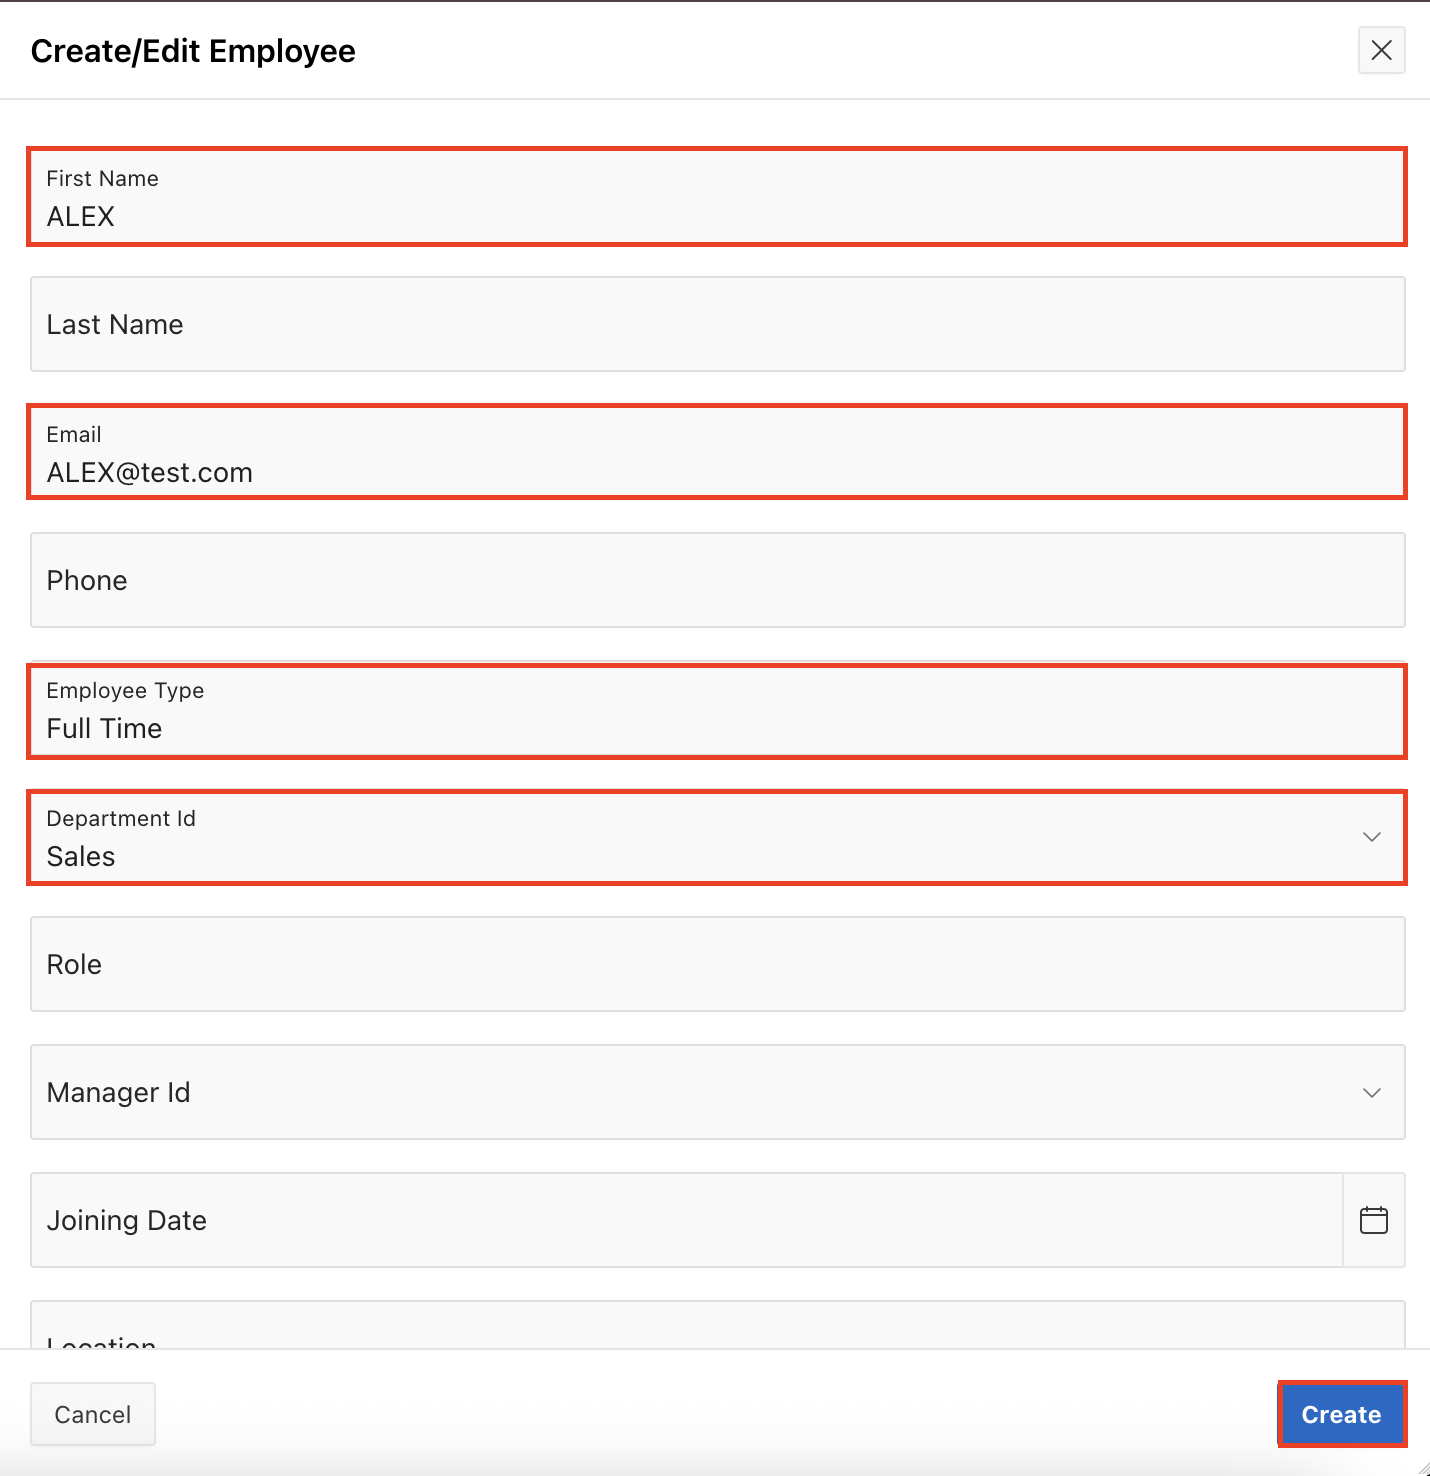 Create/Edit Employee
First Name
ALEX
Last Name
Email
ALEX@test.com
Phone
Employee Type
Full Time
Department Id
Sales
Role
Manager Id
Joining Date
Location
Cancel
Create